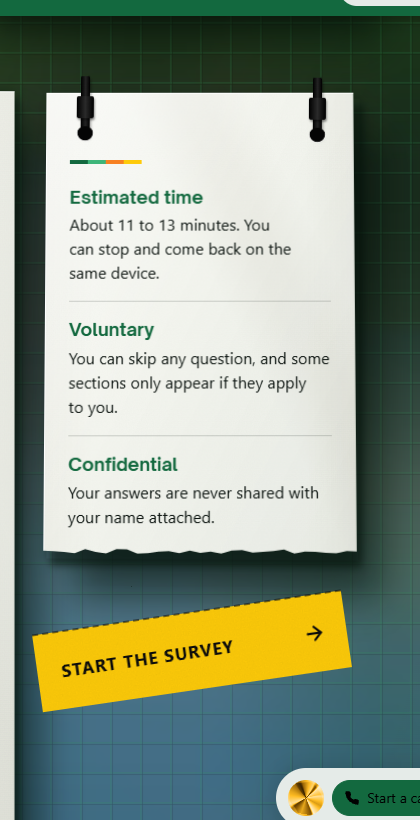 Estimated time
About 11 to 13 minutes. You
can stop and come back on the
same device.
Voluntary
You can skip any question, and some
sections only appear if they apply
to you.
Confidential
Your answers are never shared with
your name attached.
START THE SURVEY
Start a